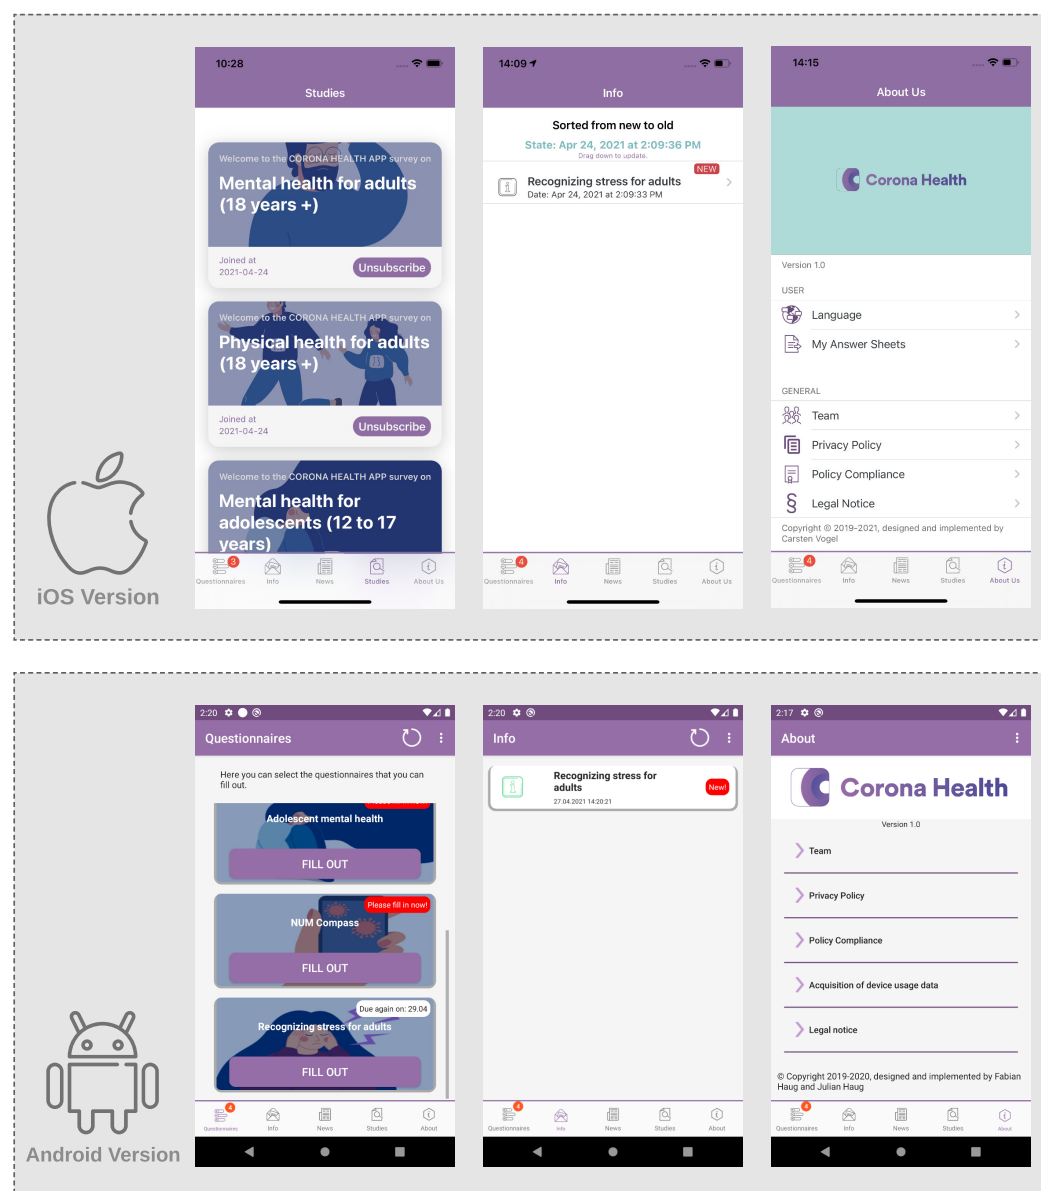 10:28
Studies
Welcome to the CORONA HEALTH APP survey on
Mental health for adults
(18 years +)
Joined at
2021-04-24
Unsubscribe
Welcome to the CORONA HEALTH APP survey on
Physical health for adults
(18 years +)
Joined at
2021-04-24
Unsubscribe
Welcome to the CORONA HEALTH APP survey on
Mental health for
adolescents (12 to 17
years)
3
Questionnaires Info News Studies About Us
14:09
Info
Sorted from new to old
State: Apr 24, 2021 at 2:09:36 PM
Drag down to update.
NEW
Recognizing stress for adults
Date: Apr 24, 2021 at 2:09:33 PM
4
Questionnaires Info News Studies About Us
14:15
About Us
Corona Health
Version 1.0
USER
Language
My Answer Sheets
GENERAL
Team
Privacy Policy
Policy Compliance
§ Legal Notice
Copyright © 2019-2021, designed and implemented by
Carsten Vogel
4
Questionnaires Info News Studies About Us
iOS Version
2:20
Questionnaires
Here you can select the questionnaires that you can
fill out.
Adolescent mental health
FILL OUT
Please fill in now!
NUM Compass
FILL OUT
Due again on: 29.04
Recognizing stress for adults
FILL OUT
4
Questionnaires Info News Studies About
2:20
Info
Recognizing stress for
adults
New!
27.04.2021 14:20:21
4
Questionnaires Info News Studies About
2:17
About
Corona Health
Version 1.0
Team
Privacy Policy
Policy Compliance
Acquisition of device usage data
Legal notice
© Copyright 2019-2020, designed and implemented by Fabian
Haug and Julian Haug
4
Questionnaires Info News Studies About
Android Version